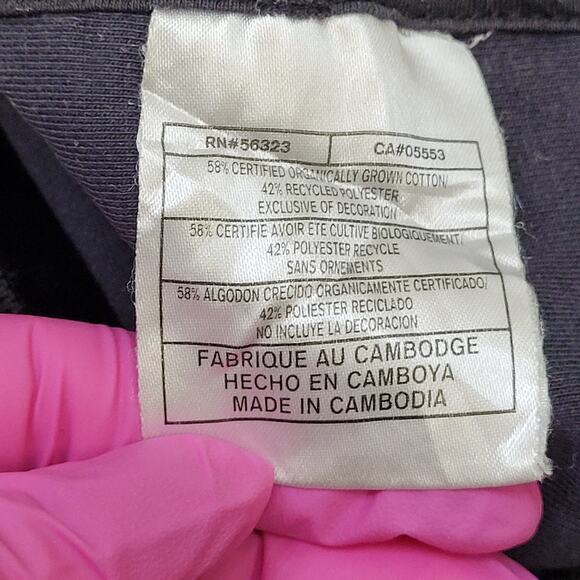 RN#56323 CA#05553
58% CERTIFIED ORGANICALLY GROWN COTTON/
42% RECYCLED POLYESTER
EXCLUSIVE OF DECORATION
58% CERTIFIE AVOIR ETE CULTIVE BIOLOGIQUEMENT/
42% POLYESTER RECYCLE
SANS ORNEMENTS
58% ALGODON CRECIDO ORGANICAMENTE CERTIFICADO/
42% POLIESTER RECICLADO
NO INCLUYE LA DECORACION
FABRIQUE AU CAMBODGE
HECHO EN CAMBOYA
MADE IN CAMBODIA